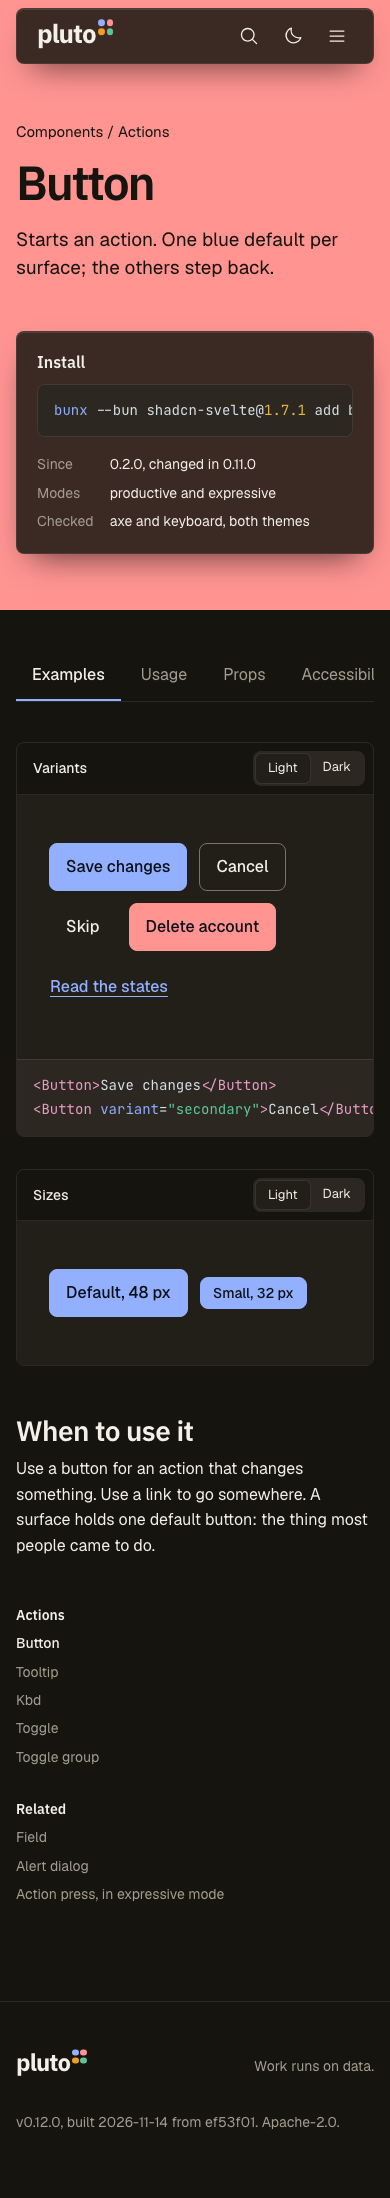 pluto
Components / Actions
Button
Starts an action. One blue default per
surface; the others step back.
Install
bunx --bun shadcn-svelte@1.7.1 add b
Since 0.2.0, changed in 0.11.0
Modes productive and expressive
Checked axe and keyboard, both themes
Examples Usage Props Accessibil
Variants Light Dark
Save changes Cancel
Skip Delete account
Read the states
<Button>Save changes</Button>
<Button variant="secondary">Cancel</Butto
Sizes Light Dark
Default, 48 px Small, 32 px
When to use it
Use a button for an action that changes
something. Use a link to go somewhere. A
surface holds one default button: the thing most
people came to do.
Actions
Button
Tooltip
Kbd
Toggle
Toggle group
Related
Field
Alert dialog
Action press, in expressive mode
pluto Work runs on data.
v0.12.0, built 2026-11-14 from ef53f01. Apache-2.0.